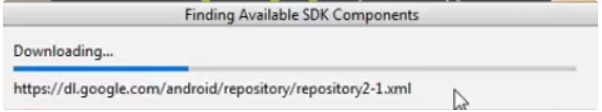 Finding Available SDK Components
Downloading...
https://dl.google.com/android/repository/repository2-1.xml